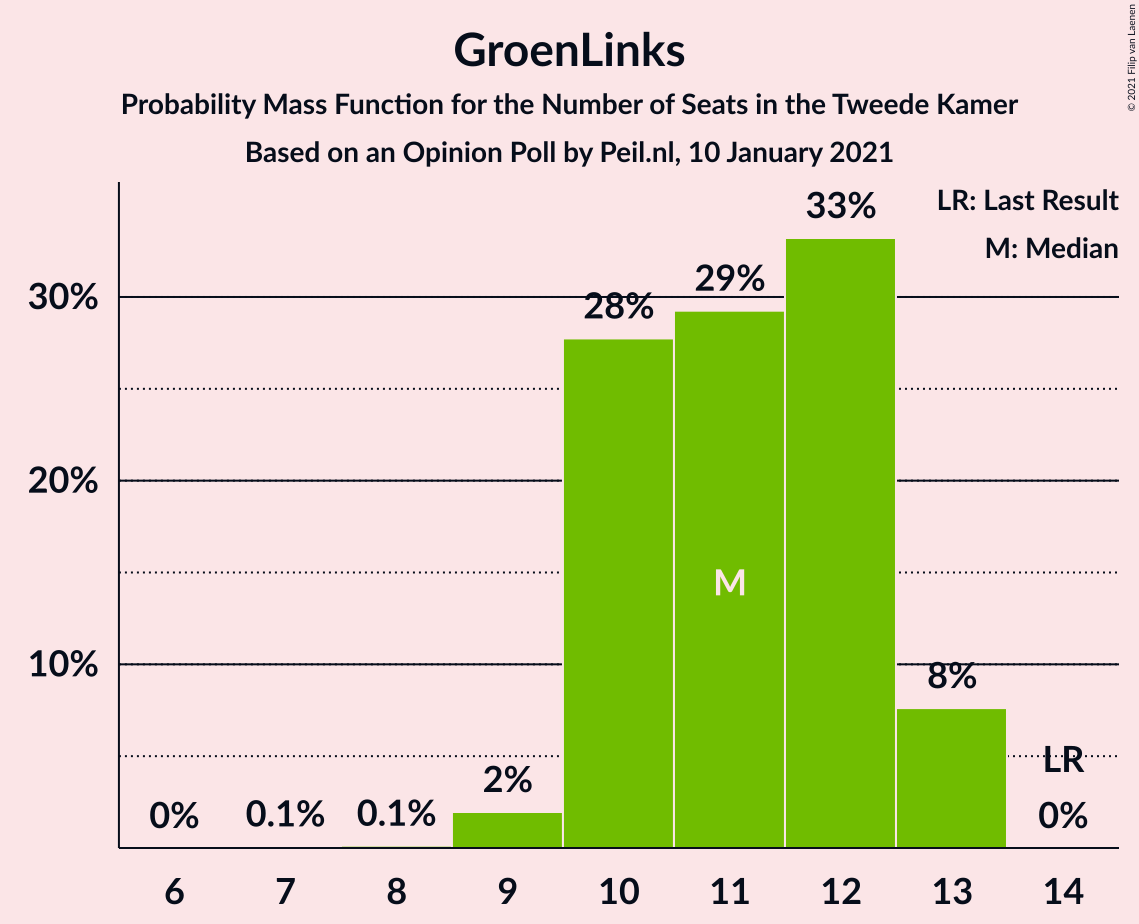 GroenLinks
Probability Mass Function for the Number of Seats in the Tweede Kamer
Based on an Opinion Poll by Peil.nl, 10 January 2021
© 2021 Filip van Laenen
LR: Last Result
M: Median
30%
20%
10%
0%
0.1%
0.1%
2%
28%
29%
33%
8%
0%
M
LR
6 7 8 9 10 11 12 13 14